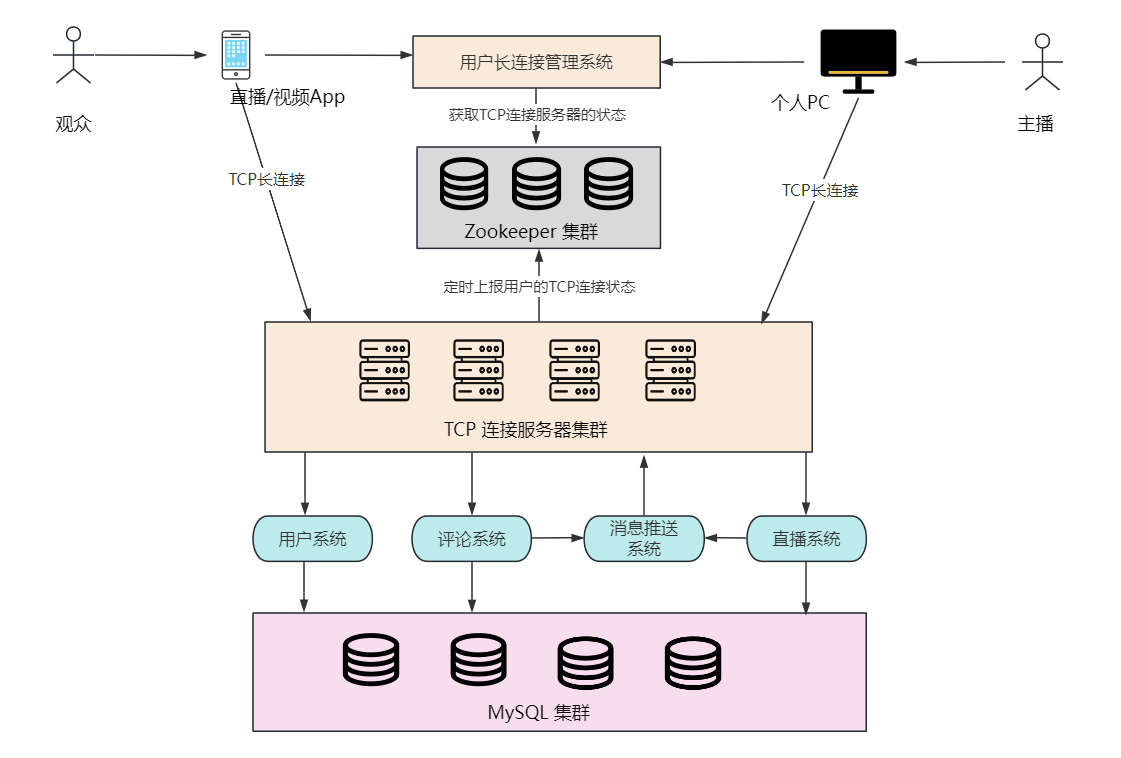 用户长连接管理系统
直播/视频App
个人PC
观众
获取TCP连接服务器的状态
主播
TCP长连接
TCP长连接
Zookeeper 集群
定时上报用户的TCP连接状态
TCP 连接服务器集群
用户系统
评论系统
消息推送
系统
直播系统
MySQL 集群